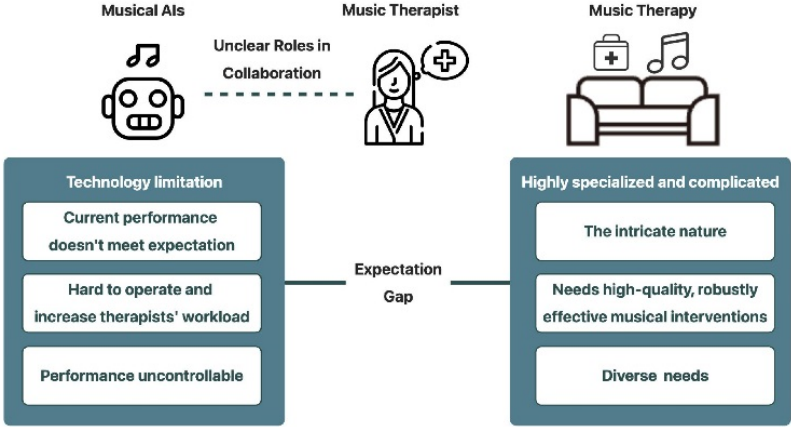 Musical AIs
Music Therapist
Music Therapy
Unclear Roles in
Collaboration
Technology limitation
Current performance
doesn't meet expectation
Hard to operate and
increase therapists' workload
Performance uncontrollable
Expectation
Gap
Highly specialized and complicated
The intricate nature
Needs high-quality, robustly
effective musical interventions
Diverse needs